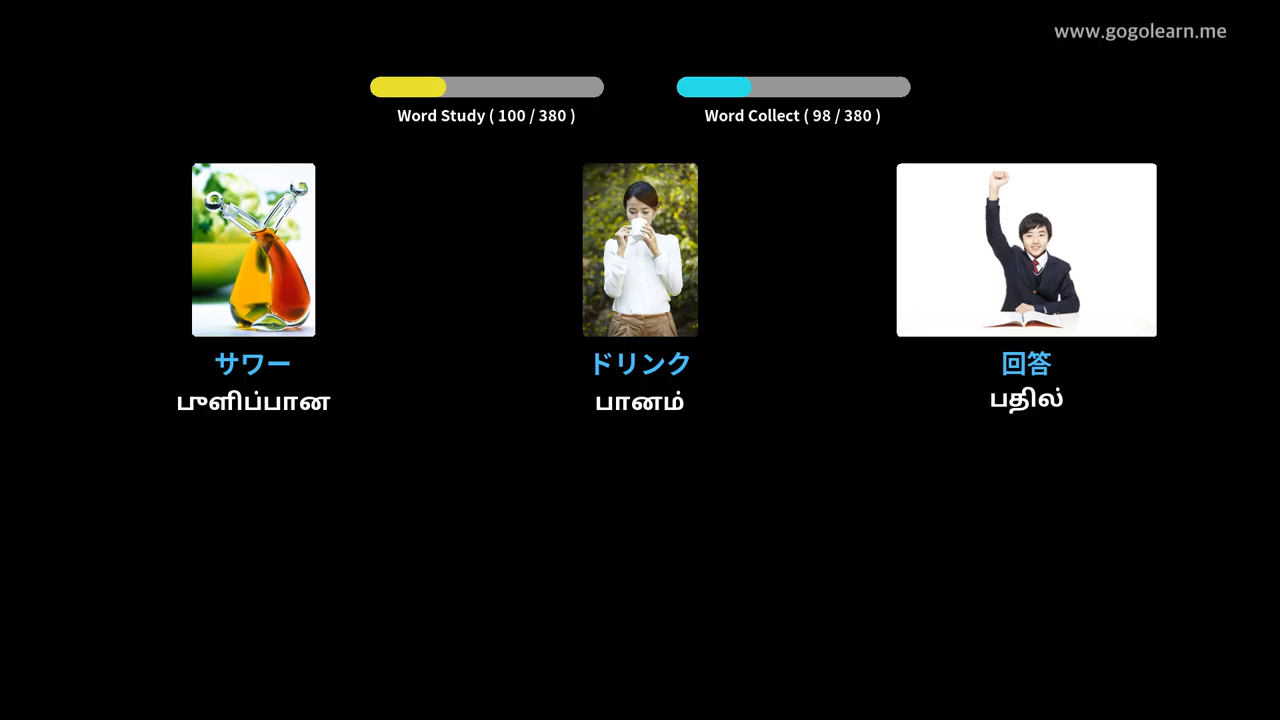 www.gogolearn.me
Word Study ( 100 / 380 )
Word Collect ( 98 / 380 )
サワー
ドリンク
回答
புளிப்பான
பானம்
பதில்